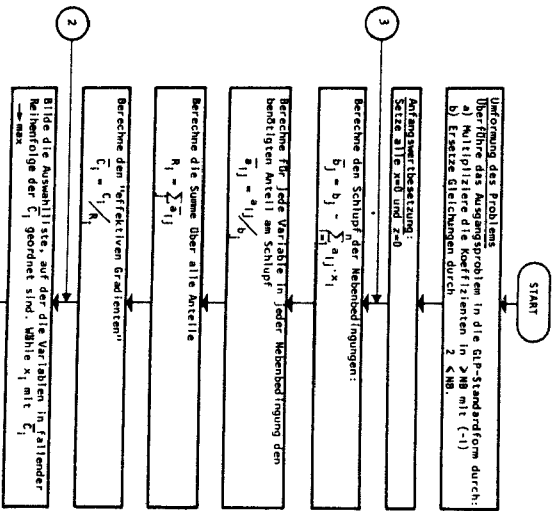 START
Umformung des Problems
Überführe das Ausgangsproblem in die GLP-Standardform durch:
a) Multipliziere die Koeffizienten in ≥NB mit (-1)
b) Ersetze Gleichungen durch
2 ≤ NB.
Anfangswertbesetzung:
Setze alle x=0 und z=0
3
Berechne den Schlupf der Nebenbedingungen:
b̄j = bj - Σ(i=1..n) aij·xi
Berechne für jede Variable in jeder Nebenbedingung den
benötigten Anteil am Schlupf
āij = aij/b
Berechne die Summe über alle Anteile
Ri = Σ āij
Berechne den "effektiven Gradienten"
C̄i = Ci/Ri
2
Bilde die Auswahlliste, auf der die Variablen in fallender
Reihenfolge der C̄i geordnet sind: Wähle xi mit C̄i
→ max